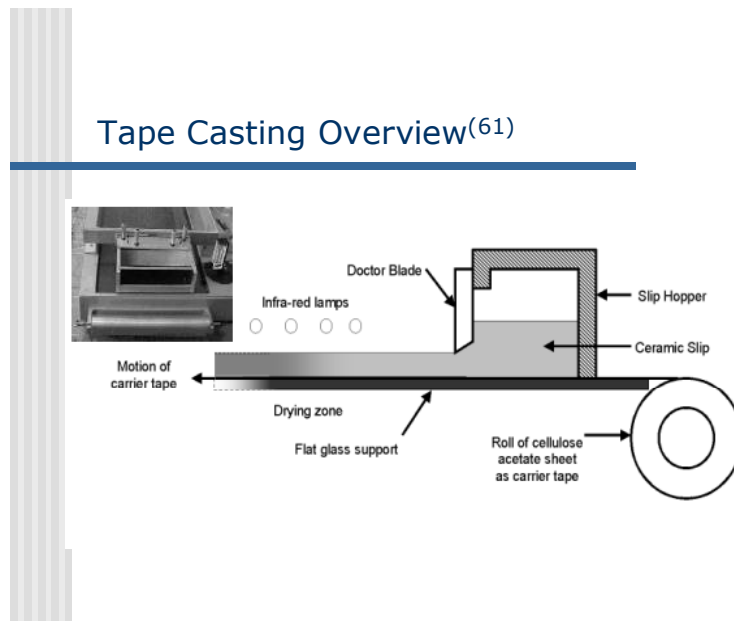 Tape Casting Overview(61)
Doctor Blade
Infra-red lamps
Slip Hopper
Ceramic Slip
Motion of
carrier tape
Drying zone
Flat glass support
Roll of cellulose
acetate sheet
as carrier tape